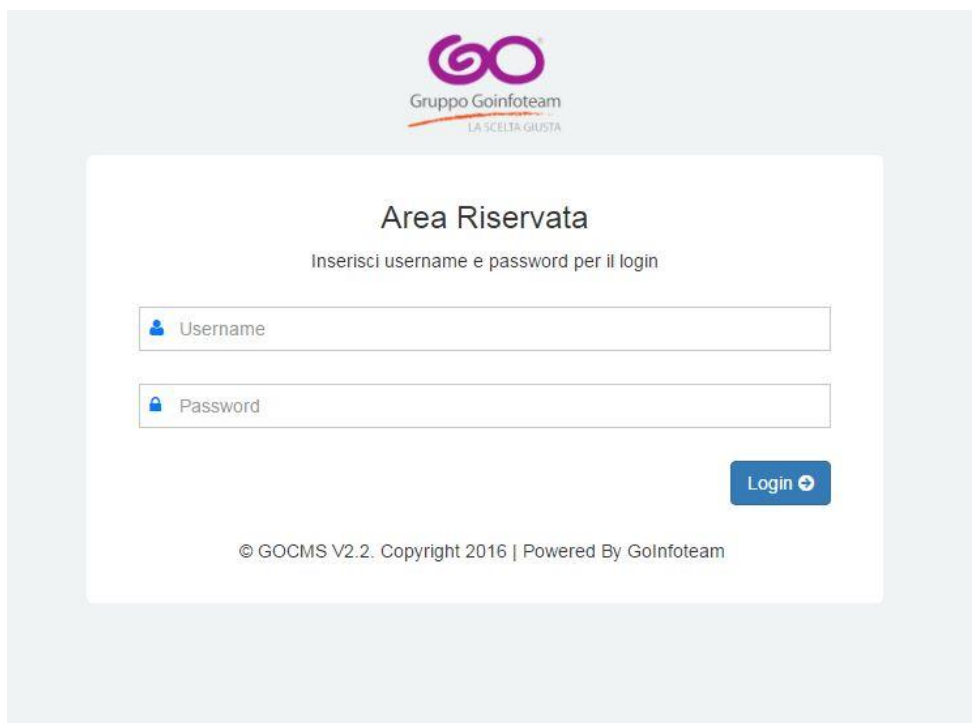 GO
Gruppo Goinfoteam
LA SCELTA GIUSTA
Area Riservata
Inserisci username e password per il login
Username
Password
Login
© GOCMS V2.2. Copyright 2016 | Powered By GoInfoteam